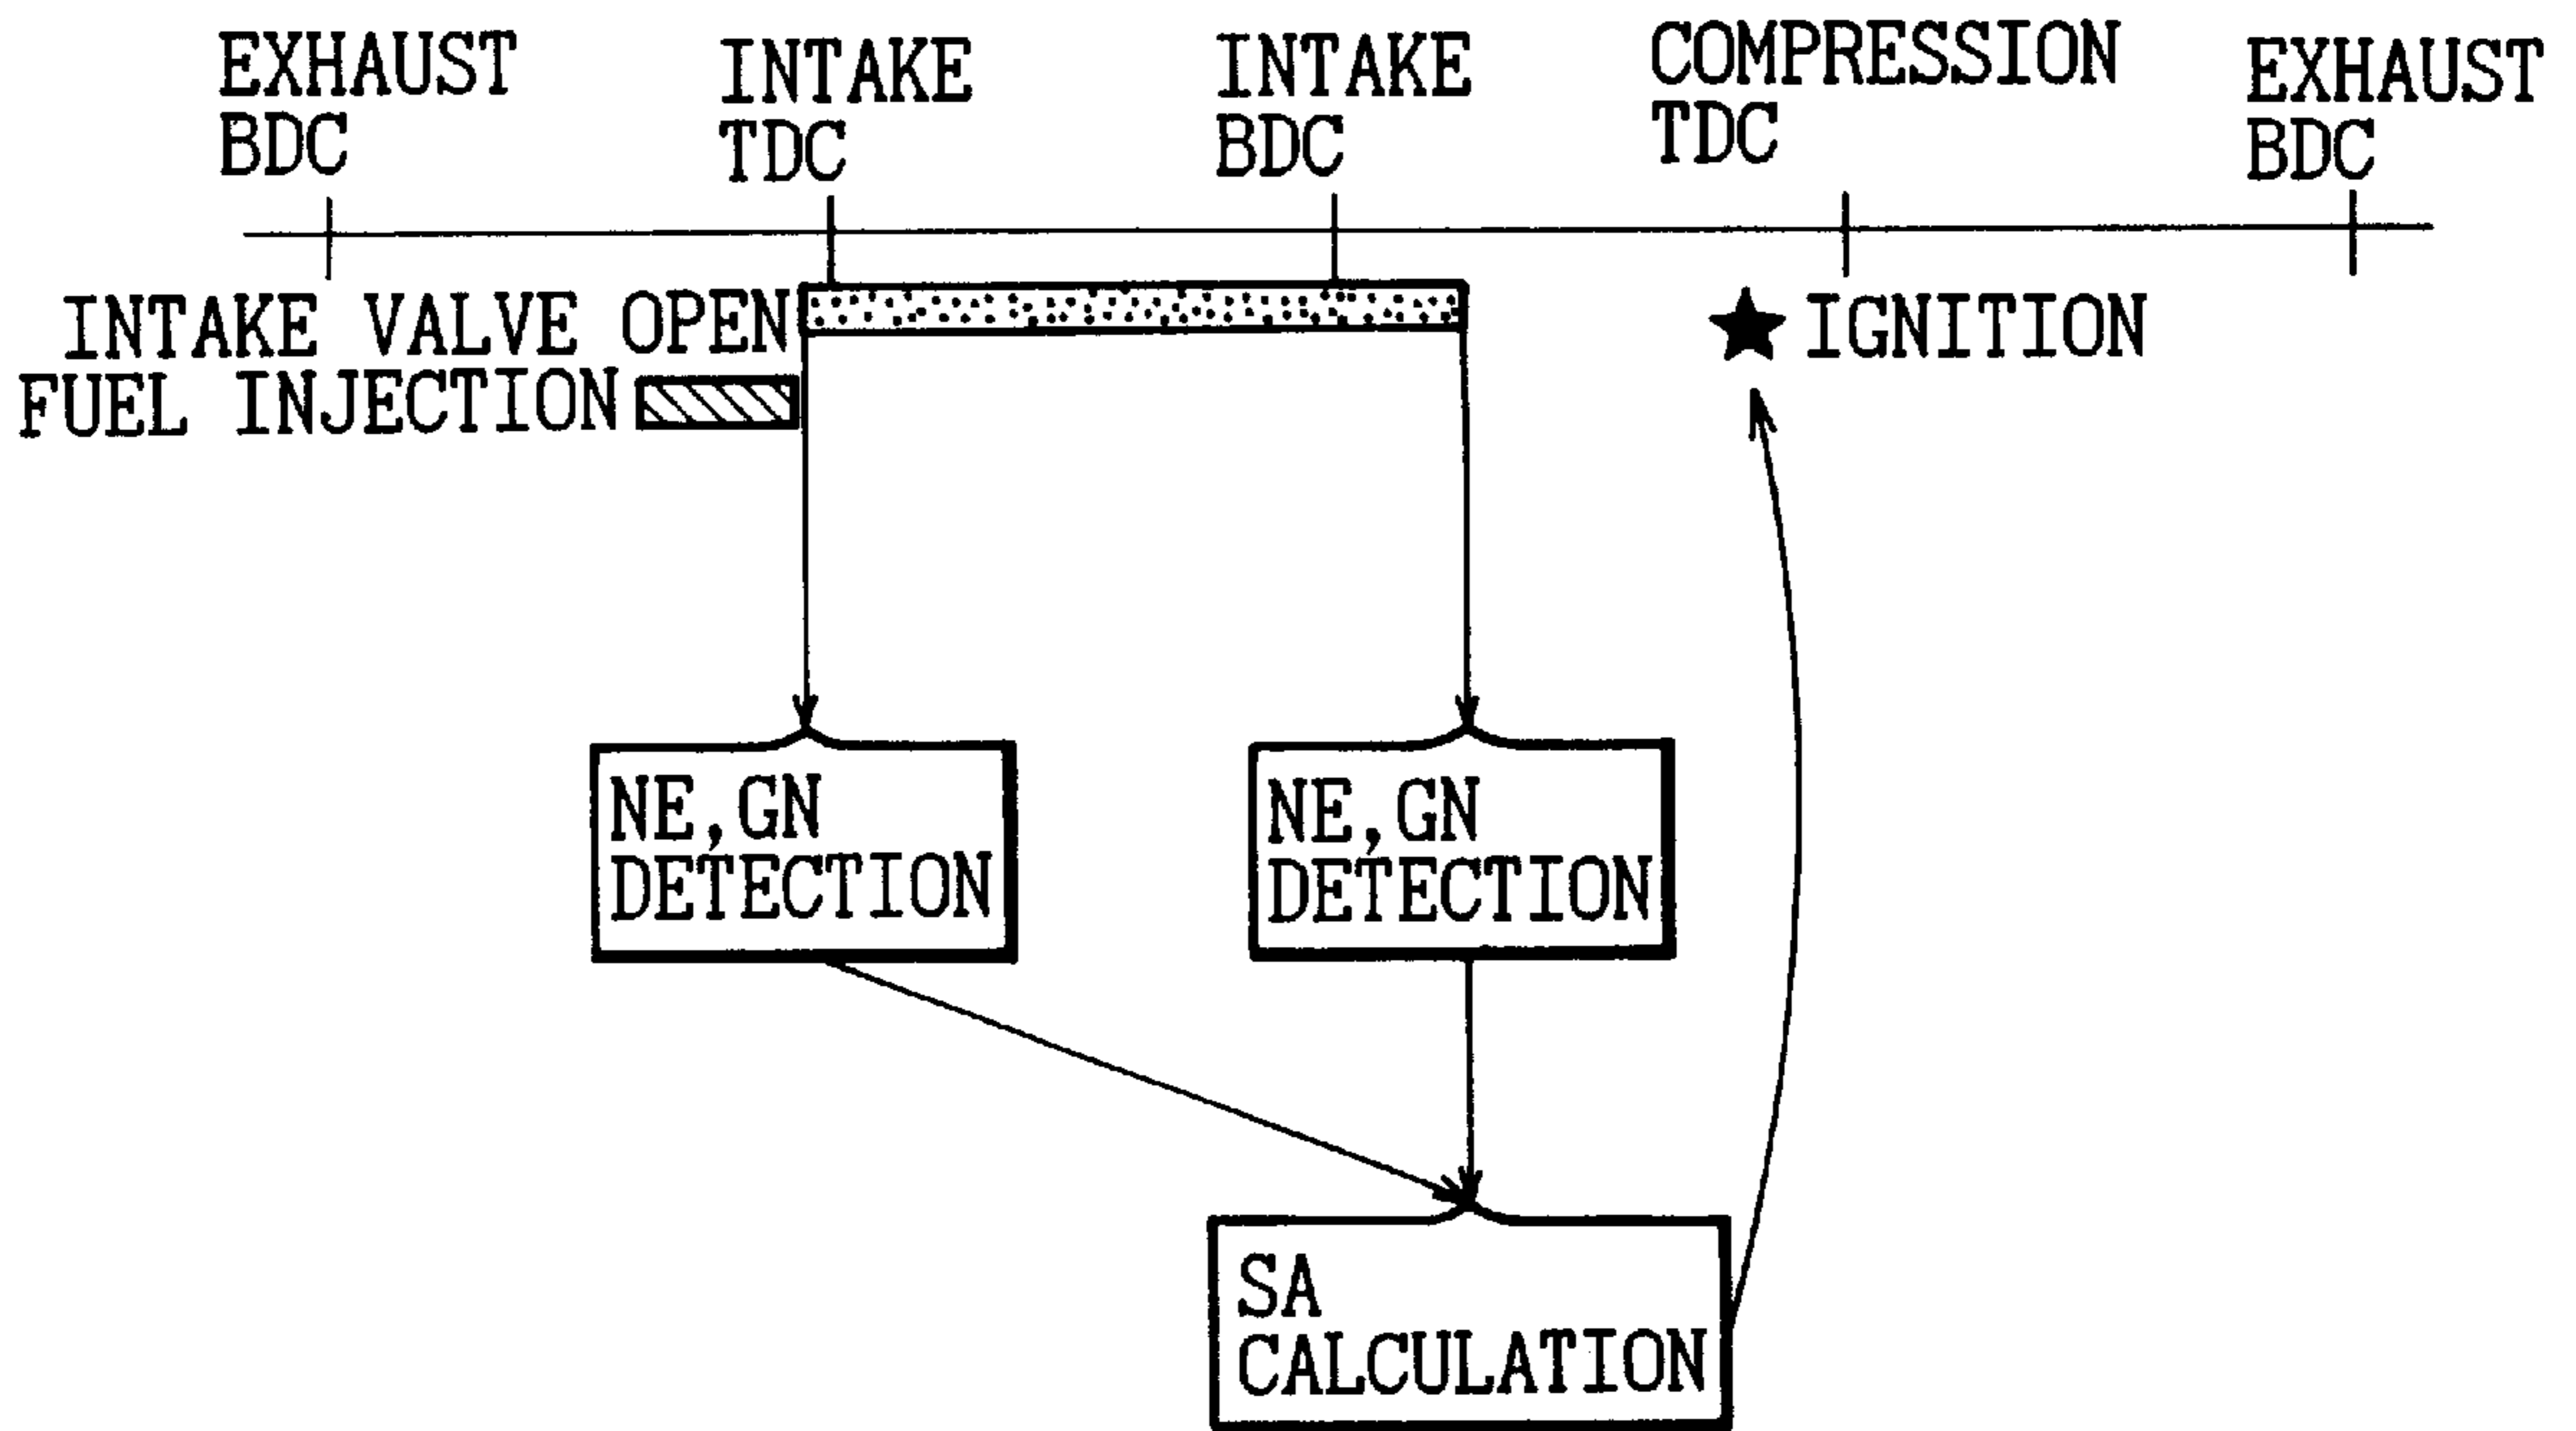 EXHAUST
BDC
INTAKE
TDC
INTAKE
BDC
COMPRESSION
TDC
EXHAUST
BDC
INTAKE VALVE OPEN
IGNITION
FUEL INJECTION
NE,GN
DETECTION
NE,GN
DETECTION
SA
CALCULATION